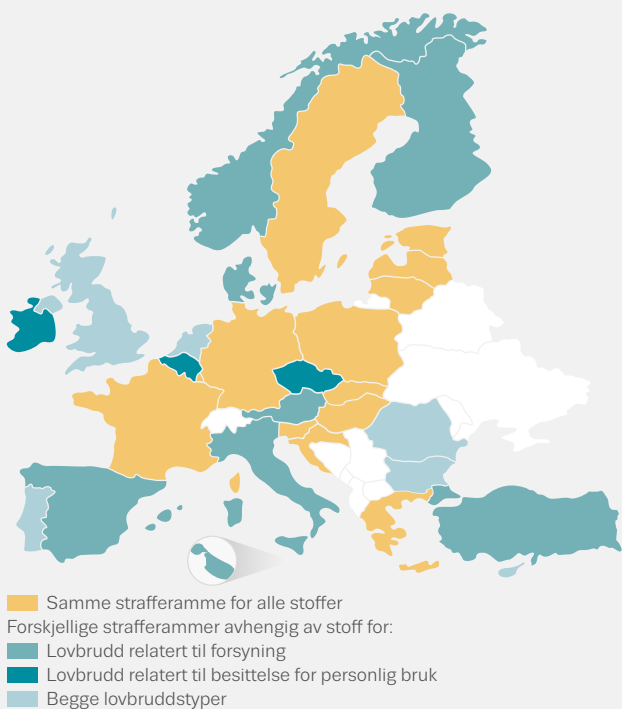 Samme strafferamme for alle stoffer
Forskjellige strafferammer avhengig av stoff for:
Lovbrudd relatert til forsyning
Lovbrudd relatert til besittelse for personlig bruk
Begge lovbruddstyper